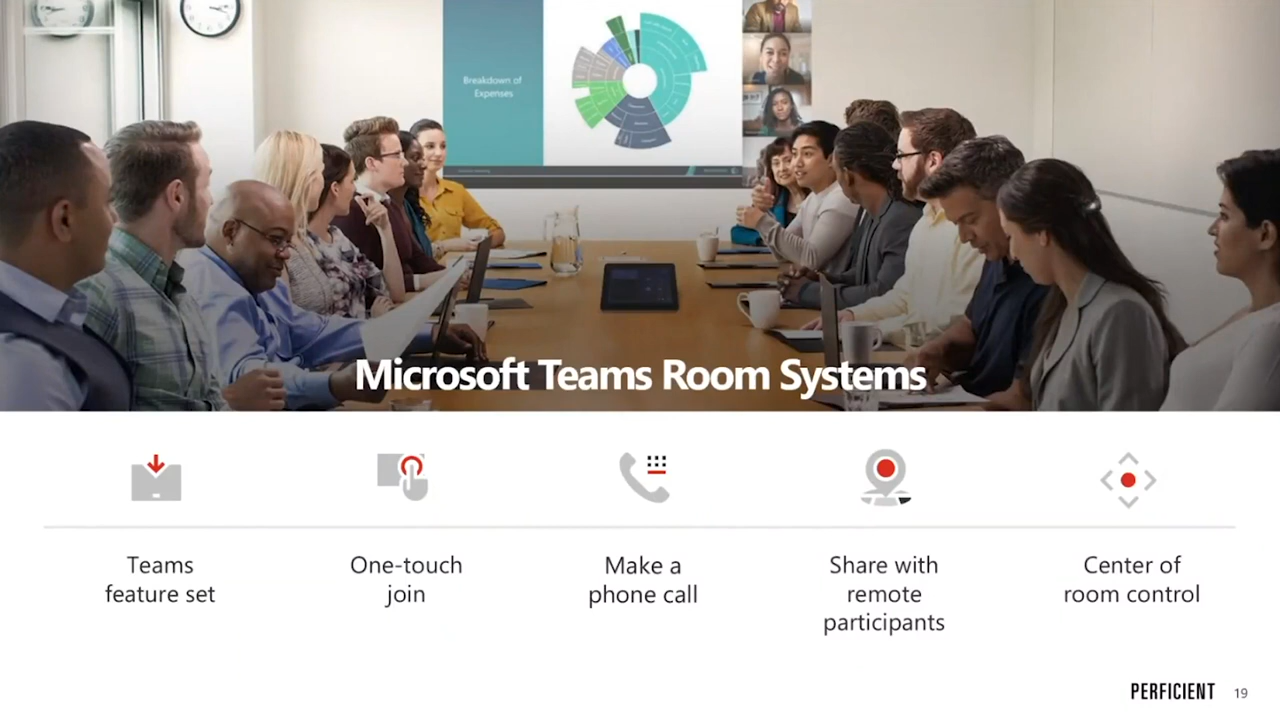 Breakdown of
Expenses
Microsoft Teams Room Systems
Teams
feature set
One-touch
join
Make a
phone call
Share with
remote
participants
Center of
room control
PERFICIENT 19